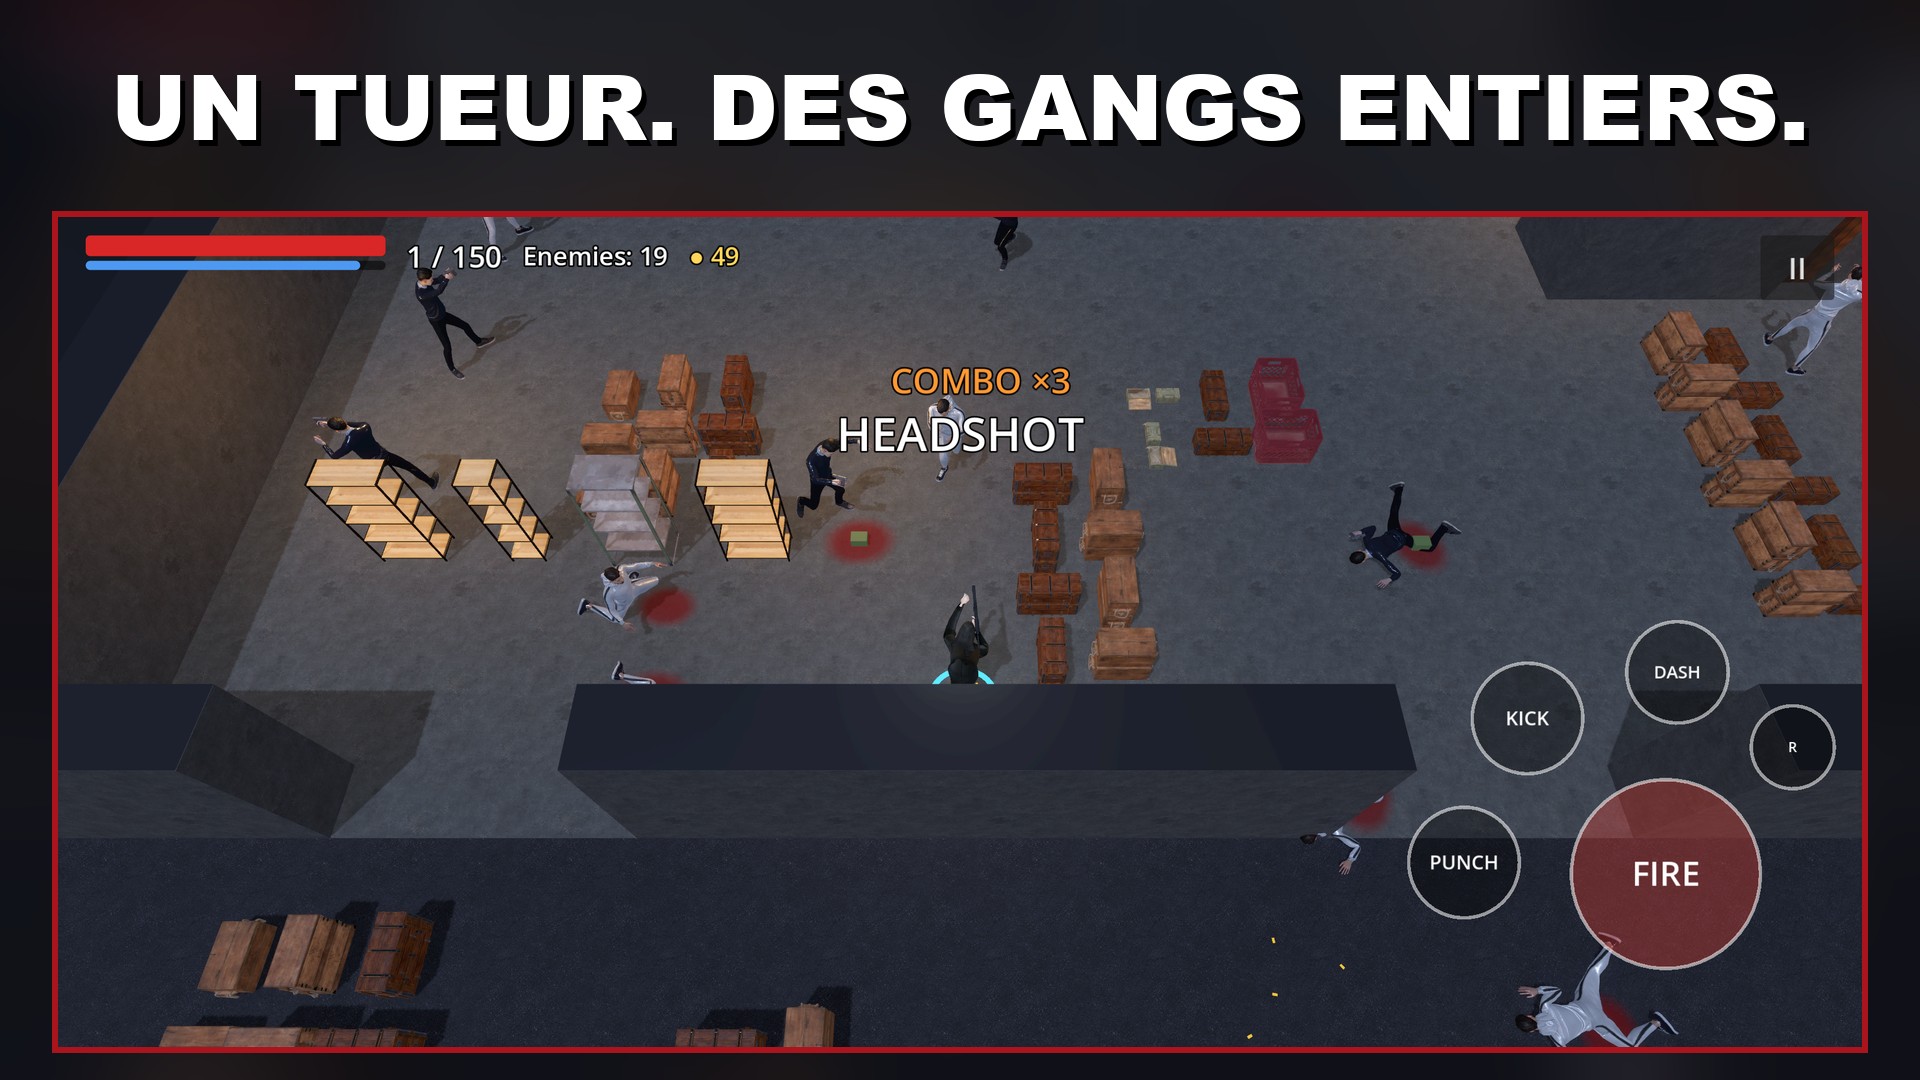 UN TUEUR. DES GANGS ENTIERS.
1 / 150 Enemies: 19 49
COMBO ×3
HEADSHOT
DASH
KICK
R
PUNCH
FIRE